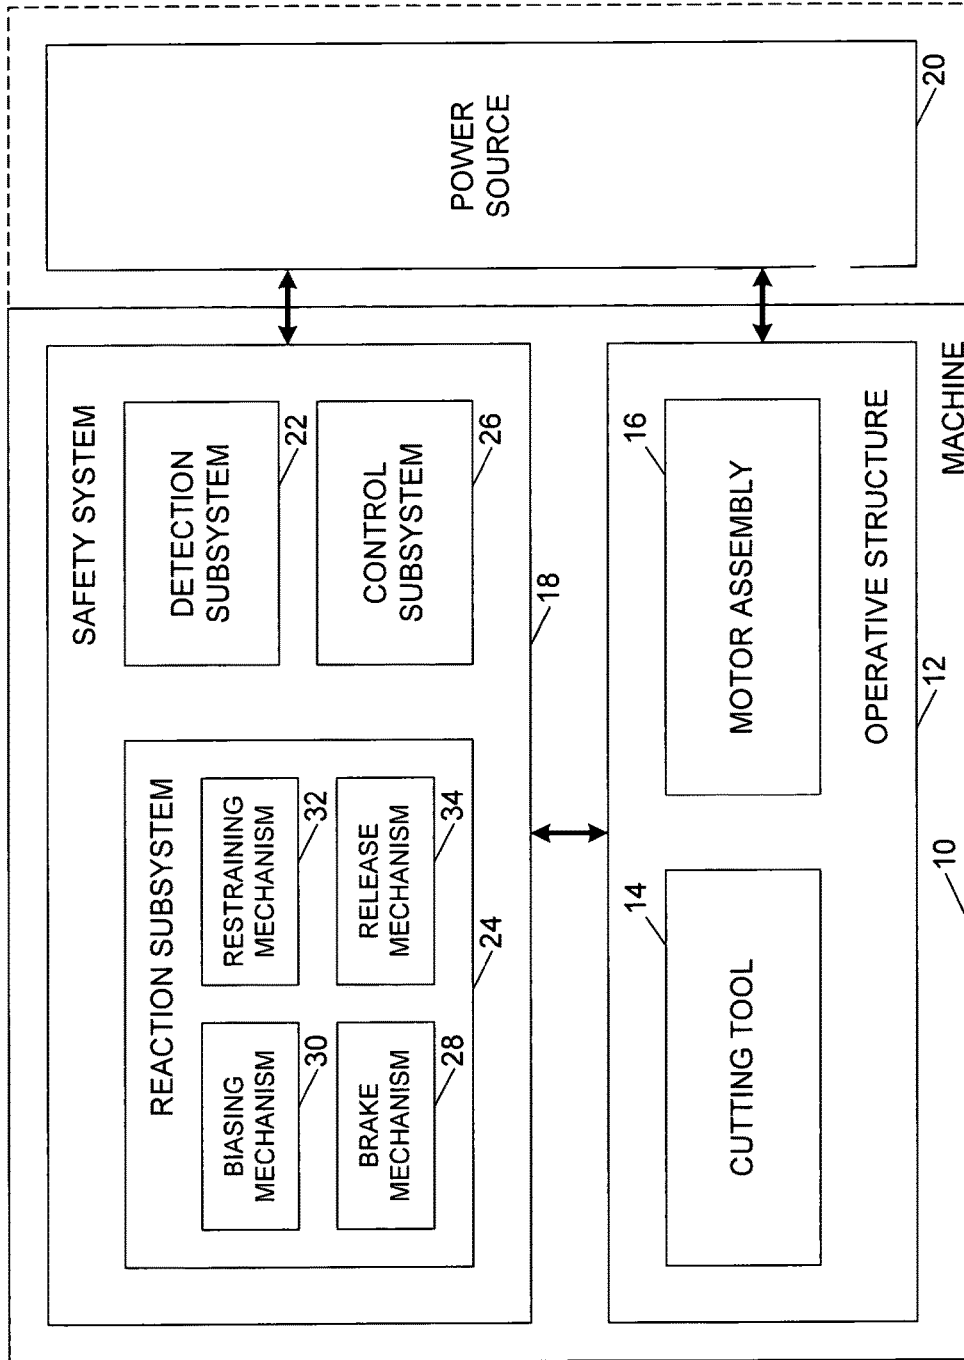 SAFETY SYSTEM
REACTION SUBSYSTEM
BIASING
MECHANISM
30
RESTRAINING
MECHANISM
32
BRAKE
MECHANISM
28
RELEASE
MECHANISM
34
24
DETECTION
SUBSYSTEM
22
CONTROL
SUBSYSTEM
26
18
POWER
SOURCE
20
14
CUTTING TOOL
16
MOTOR ASSEMBLY
OPERATIVE STRUCTURE
12
10
MACHINE